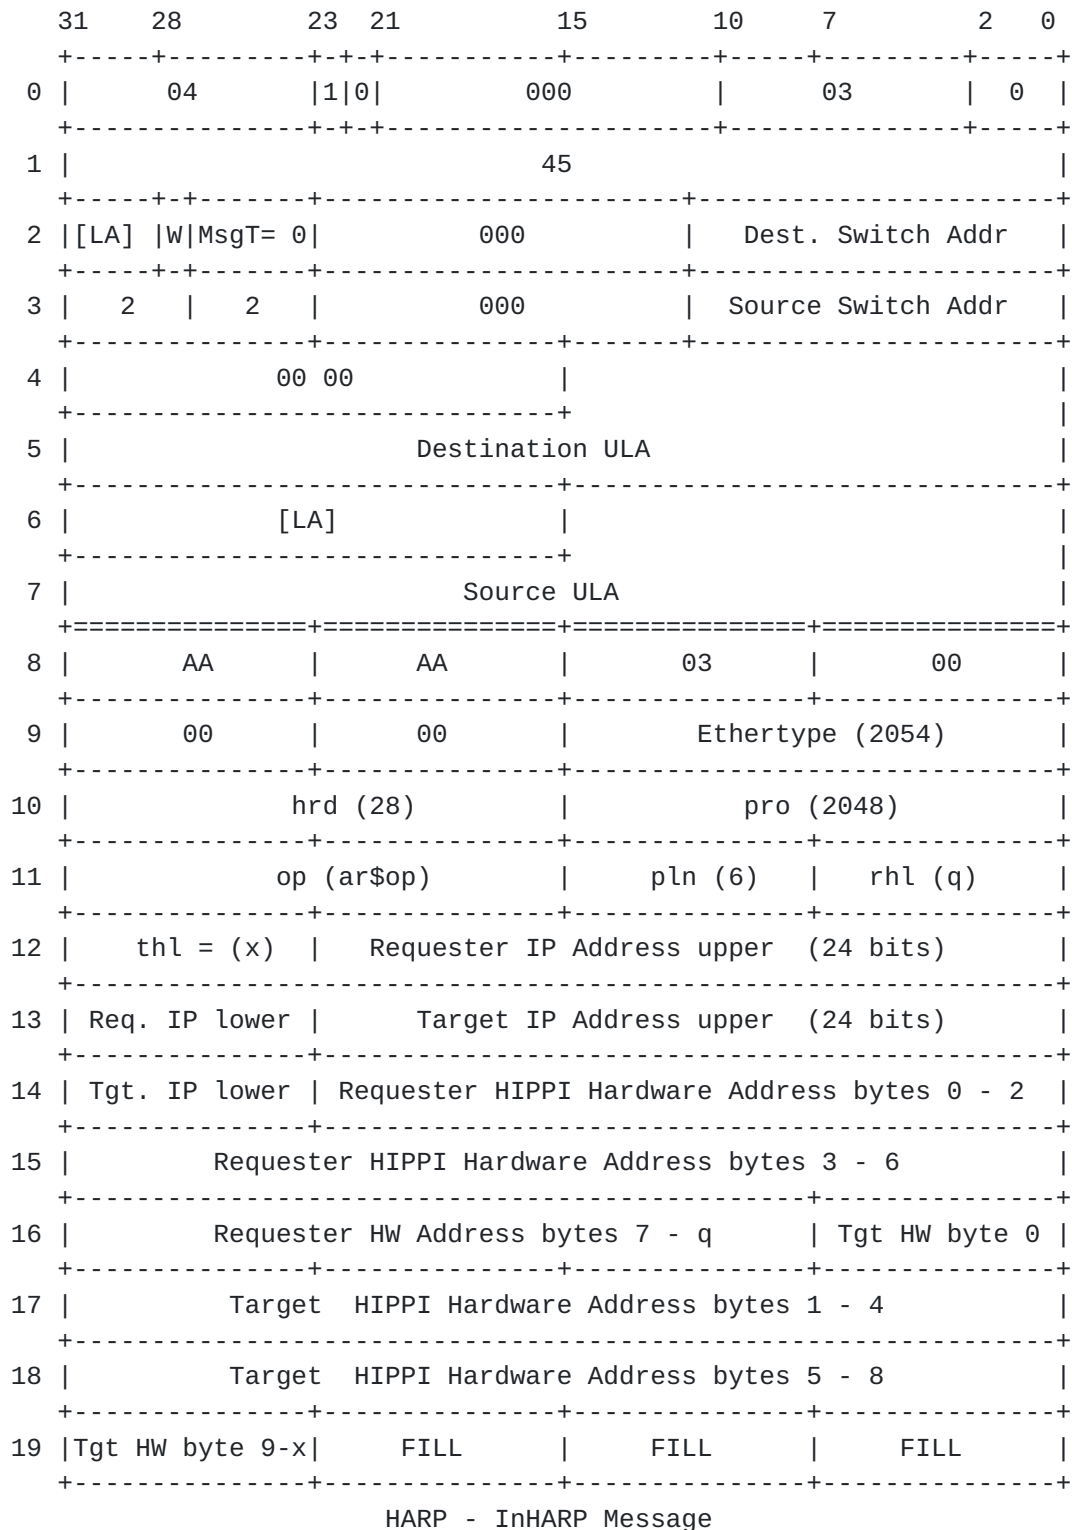 31    28        23  21          15        10     7         2   0
+-----+---------+-+-+-----------+---------+-----+---------+-----+
0 |      04       |1|0|         000         |      03       |  0  |
+---------------+-+-+---------------------+---------------+-----+
1 |                              45                               |
+-----+-+-------+-----------------------+-----------------------+
2 |[LA] |W|MsgT= 0|          000          |   Dest. Switch Addr   |
+-----+-+-------+-----------------------+-----------------------+
3 |   2   |   2   |          000          |  Source Switch Addr   |
+---------------+---------------+-------+-----------------------+
4 |             00 00             |                               |
+-------------------------------+                               |
5 |                      Destination ULA                          |
+-------------------------------+-------------------------------+
6 |             [LA]              |                               |
+-------------------------------+                               |
7 |                         Source ULA                            |
+===============+===============+===============+===============+
8 |       AA      |      AA       |       03      |       00      |
+---------------+---------------+---------------+---------------+
9 |       00      |      00       |        Ethertype (2054)       |
+---------------+---------------+-------------------------------+
10 |              hrd (28)         |           pro (2048)          |
+---------------+---------------+---------------+---------------+
11 |             op (ar$op)        |     pln (6)   |   rhl (q)     |
+---------------+---------------+---------------+---------------+
12 |    thl = (x)  |   Requester IP Address upper  (24 bits)       |
+---------------------------------------------------------------+
13 | Req. IP lower |      Target IP Address upper  (24 bits)       |
+---------------+-----------------------------------------------+
14 | Tgt. IP lower | Requester HIPPI Hardware Address bytes 0 - 2  |
+---------------+-----------------------------------------------+
15 |         Requester HIPPI Hardware Address bytes 3 - 6          |
+-----------------------------------------------+---------------+
16 |         Requester HW Address bytes 7 - q      | Tgt HW byte 0 |
+---------------+---------------+---------------+---------------+
17 |          Target  HIPPI Hardware Address bytes 1 - 4           |
+---------------------------------------------------------------+
18 |          Target  HIPPI Hardware Address bytes 5 - 8           |
+---------------+---------------+---------------+---------------+
19 |Tgt HW byte 9-x|     FILL      |     FILL      |     FILL      |
+---------------+---------------+---------------+---------------+
HARP - InHARP Message